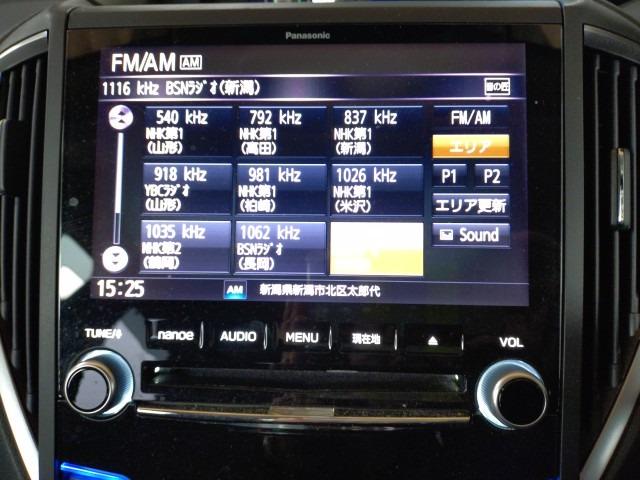 Panasonic
FM/AM AM
1116 kHz BSNﾗｼﾞｵ(新潟)
音の匠
540 kHz
NHK第1
(山形)
792 kHz
NHK第1
(高田)
837 kHz
NHK第1
(新潟)
918 kHz
YBCﾗｼﾞｵ
(山形)
981 kHz
NHK第1
(柏崎)
1026 kHz
NHK第1
(米沢)
1035 kHz
NHK第2
(鶴岡)
1062 kHz
BSNﾗｼﾞｵ
(長岡)
FM/AM
エリア
P1 P2
エリア更新
Sound
15:25
AM
新潟県新潟市北区太郎代
TUNE
nanoe
AUDIO
MENU
現在地
VOL